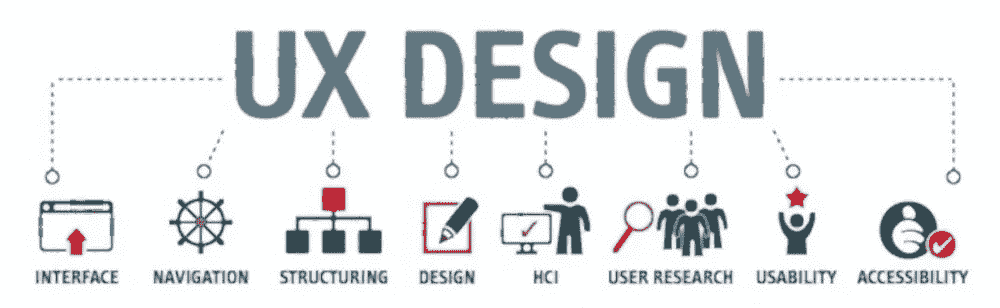 UX DESIGN
INTERFACE NAVIGATION STRUCTURING DESIGN HCI USER RESEARCH USABILITY ACCESSIBILITY